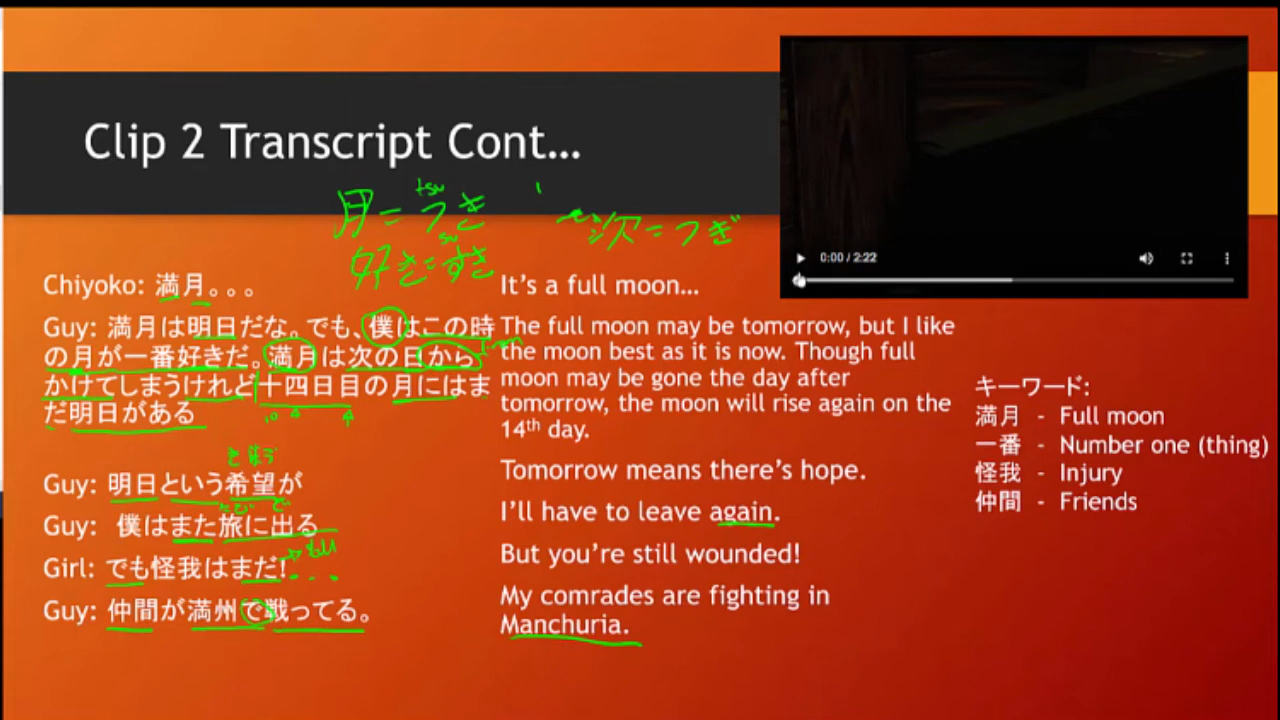 Clip 2 Transcript Cont...
tsu
月=つき
次=つぎ
su
好き=すき
0:00 / 2:22
Chiyoko: 満月。。。
Guy: 満月は明日だな。でも、僕はこの時
の月が一番好きだ。満月は次の日から
かけてしまうけれど十四日目の月にはま
だ明日がある
10 4
きぼう
Guy: 明日という希望が
たび で
Guy: 僕はまた旅に出る
Girl: でも怪我はまだ!
Guy: 仲間が満州で戦ってる。
It's a full moon...
The full moon may be tomorrow, but I like
the moon best as it is now. Though full
moon may be gone the day after
tomorrow, the moon will rise again on the
14th day.
Tomorrow means there's hope.
I'll have to leave again.
But you're still wounded!
My comrades are fighting in
Manchuria.
キーワード:
満月 - Full moon
一番 - Number one (thing)
怪我 - Injury
仲間 - Friends